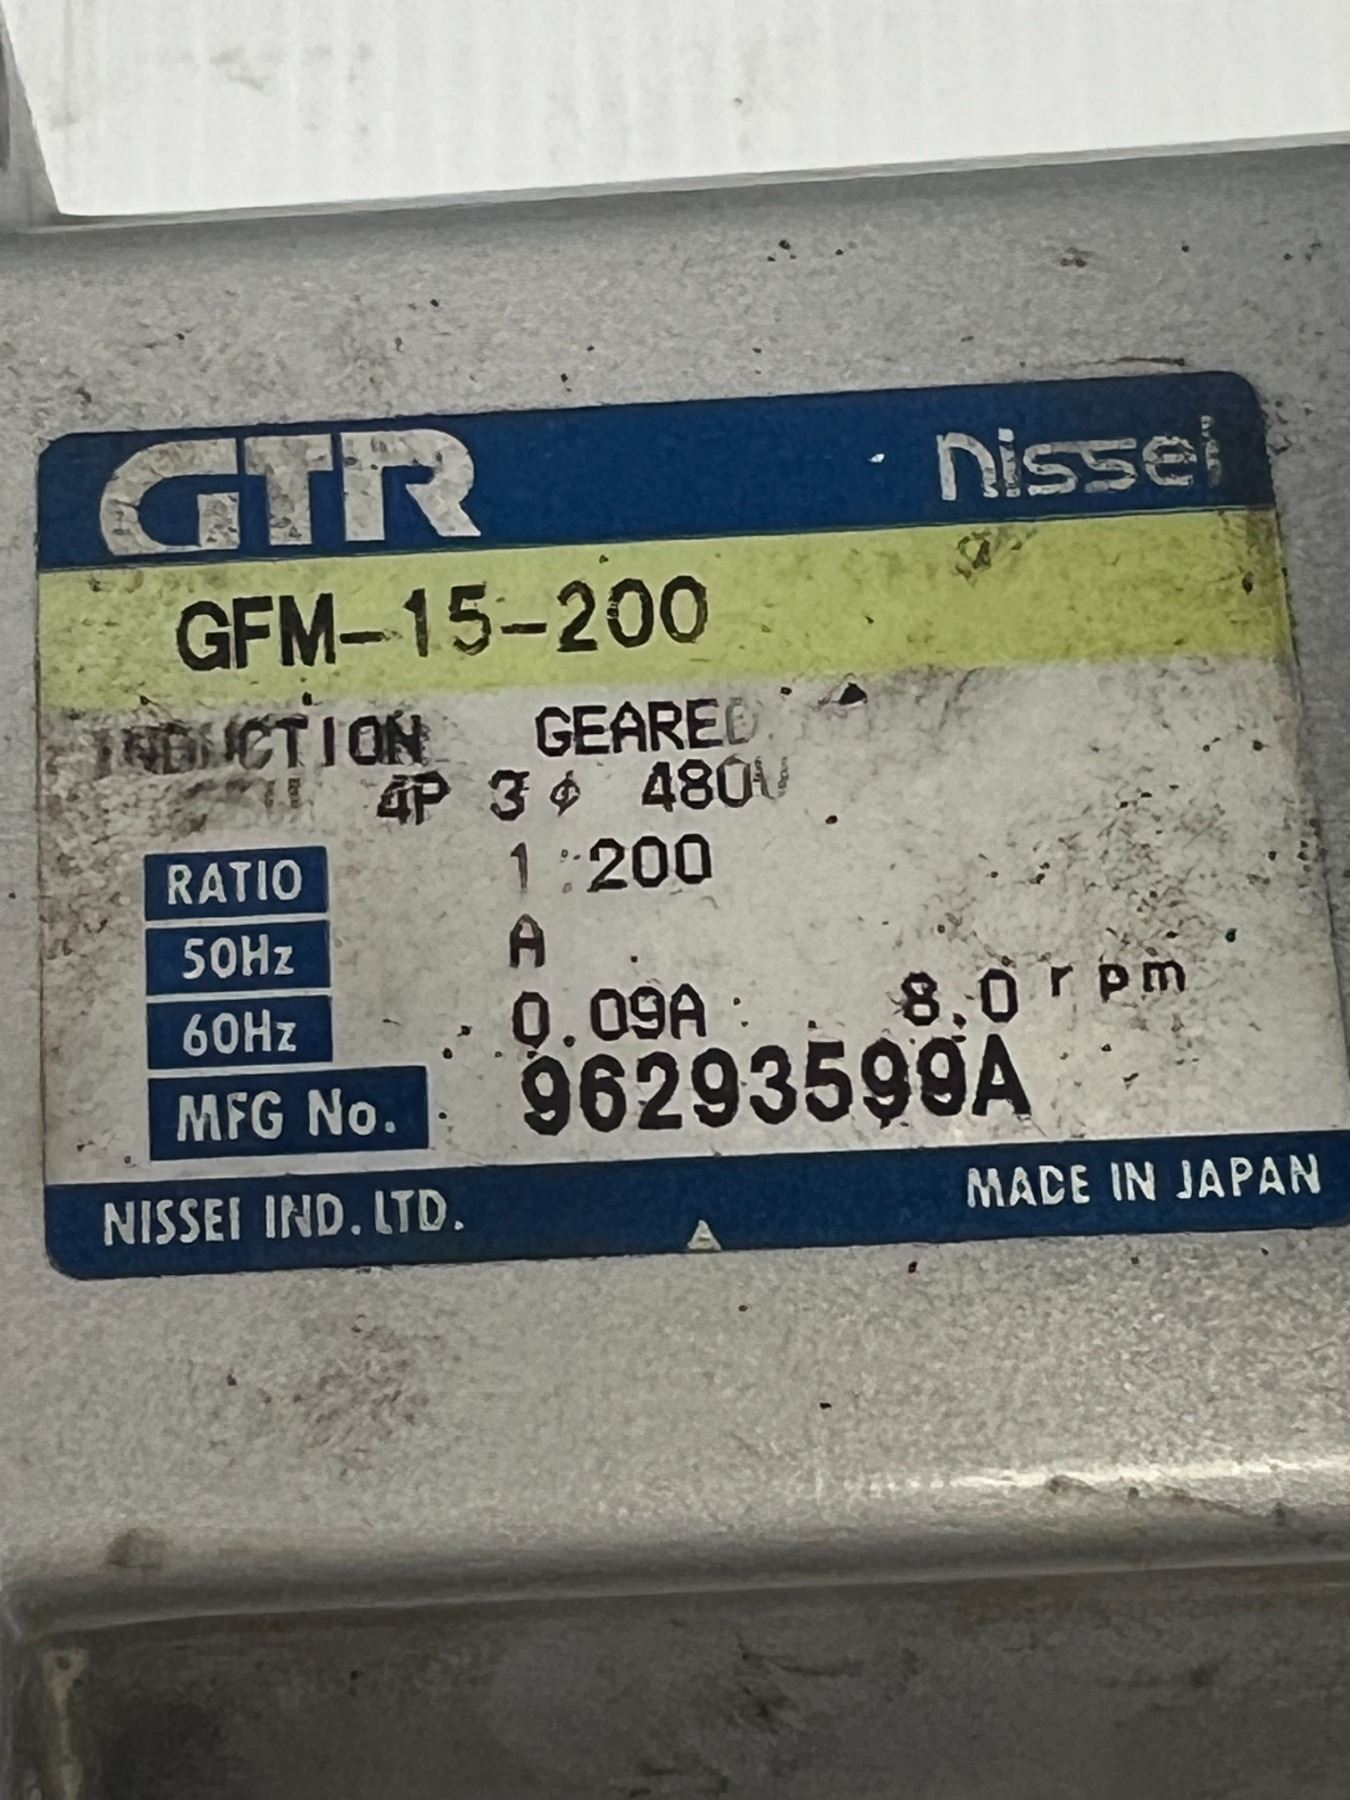 GTR nissei
GFM-15-200
INDUCTION GEARED
4P 3φ 480V
RATIO 1:200
50Hz A
60Hz 0.09A 8.0 rpm
MFG No. 96293599A
NISSEI IND. LTD. MADE IN JAPAN